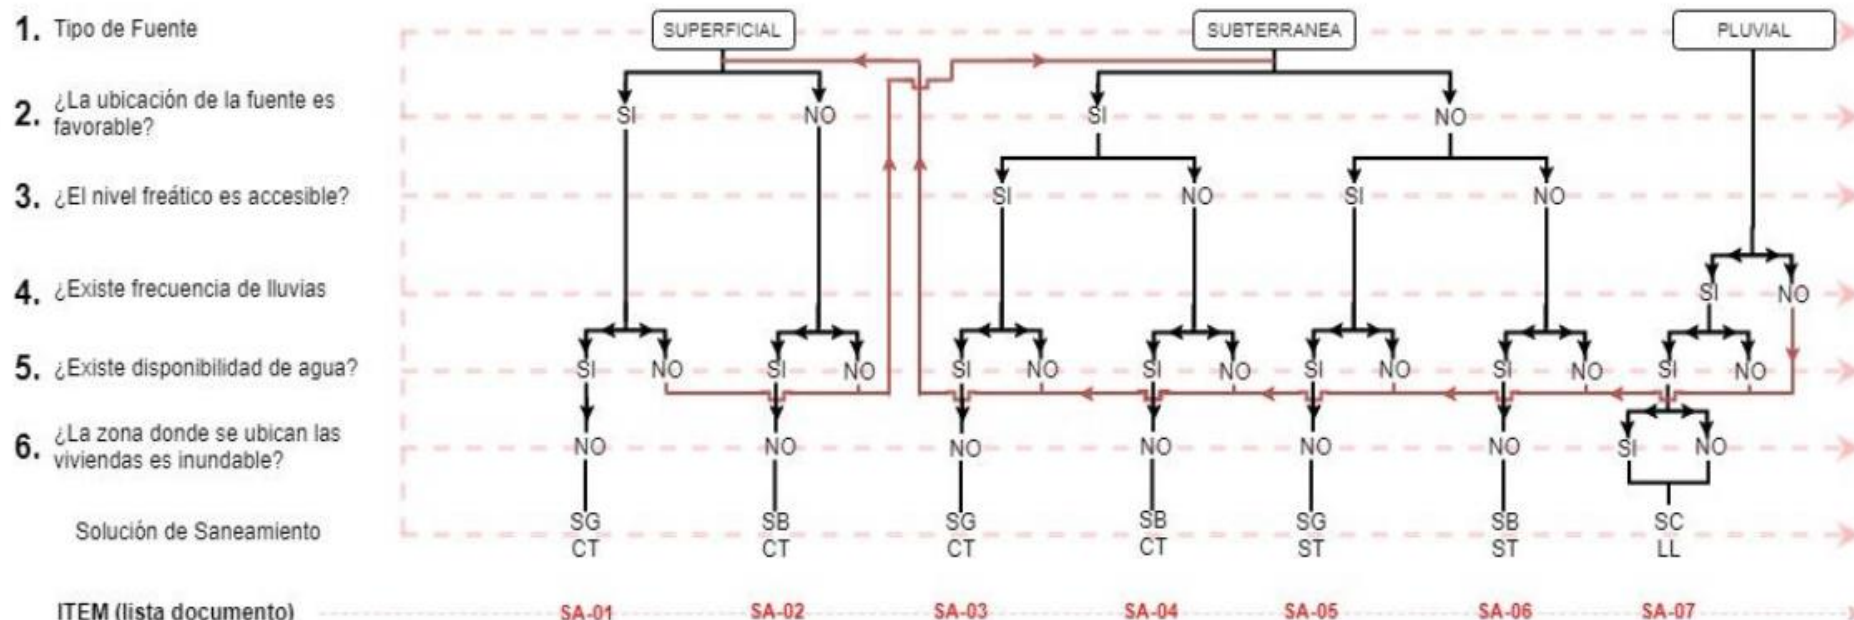 1. Tipo de Fuente SUPERFICIAL SUBTERRANEA PLUVIAL
2. ¿La ubicación de la fuente es
favorable?
SI NO SI NO
3. ¿El nivel freático es accesible? SI NO SI NO
4. ¿Existe frecuencia de lluvias SI NO
5. ¿Existe disponibilidad de agua? SI NO SI NO SI NO SI NO SI NO SI NO SI NO
6. ¿La zona donde se ubican las
viviendas es inundable?
NO NO NO NO NO NO SI NO
Solución de Saneamiento
SG SB SG SB SG SB SC
CT CT CT CT ST ST LL
ITEM (lista documento) SA-01 SA-02 SA-03 SA-04 SA-05 SA-06 SA-07